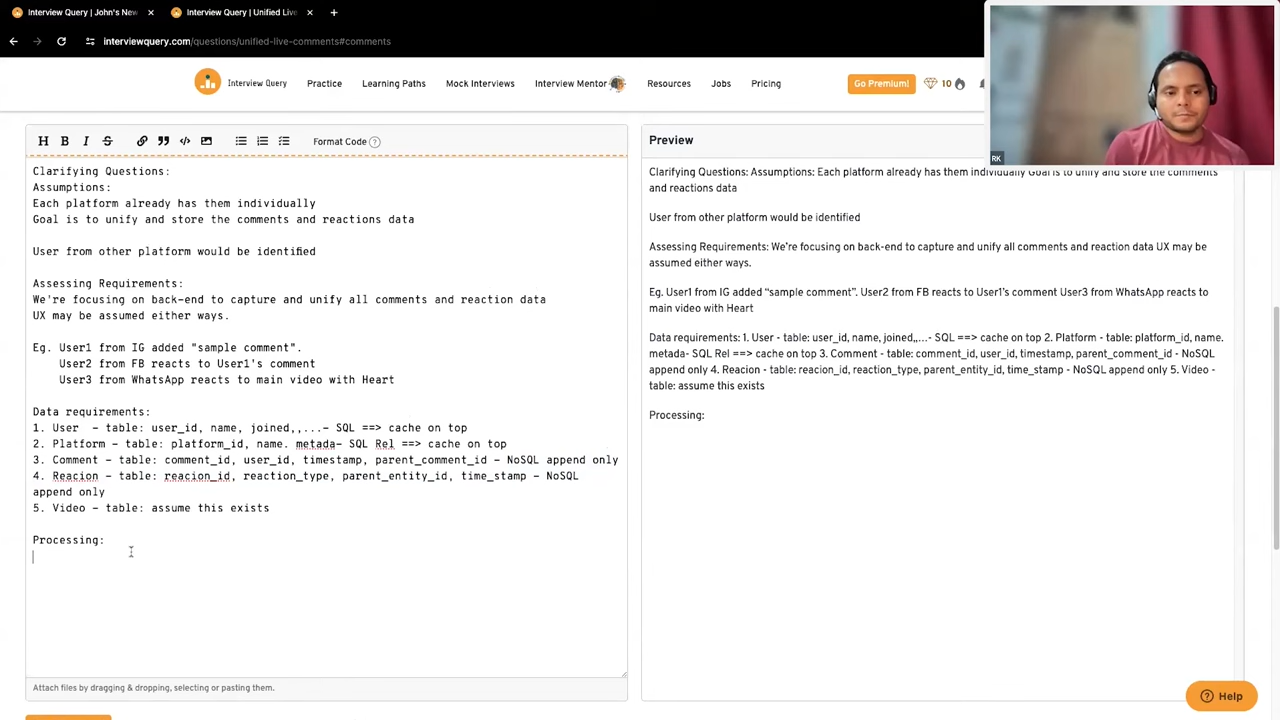 Interview Query | John's New
Interview Query | Unified Live
interviewquery.com/questions/unified-live-comments#comments
Interview Query
Practice
Learning Paths
Mock Interviews
Interview Mentor
Resources
Jobs
Pricing
Go Premium!
10
RK
H B I S
Format Code ?
Preview
Clarifying Questions:
Assumptions:
Each platform already has them individually
Goal is to unify and store the comments and reactions data
User from other platform would be identified
Assessing Requirements:
We're focusing on back-end to capture and unify all comments and reaction data
UX may be assumed either ways.
Eg. User1 from IG added "sample comment".
User2 from FB reacts to User1's comment
User3 from WhatsApp reacts to main video with Heart
Data requirements:
1. User - table: user_id, name, joined,,...- SQL ==> cache on top
2. Platform - table: platform_id, name. metada- SQL Rel ==> cache on top
3. Comment - table: comment_id, user_id, timestamp, parent_comment_id - NoSQL append only
4. Reacion - table: reacion_id, reaction_type, parent_entity_id, time_stamp - NoSQL
append only
5. Video - table: assume this exists
Processing:
Attach files by dragging & dropping, selecting or pasting them.
Clarifying Questions: Assumptions: Each platform already has them individually Goal is to unify and store the comments
and reactions data
User from other platform would be identified
Assessing Requirements: We're focusing on back-end to capture and unify all comments and reaction data UX may be
assumed either ways.
Eg. User1 from IG added “sample comment”. User2 from FB reacts to User1's comment User3 from WhatsApp reacts to
main video with Heart
Data requirements: 1. User - table: user_id, name, joined,,…- SQL ==> cache on top 2. Platform - table: platform_id, name.
metada- SQL Rel ==> cache on top 3. Comment - table: comment_id, user_id, timestamp, parent_comment_id - NoSQL
append only 4. Reacion - table: reacion_id, reaction_type, parent_entity_id, time_stamp - NoSQL append only 5. Video -
table: assume this exists
Processing:
Help